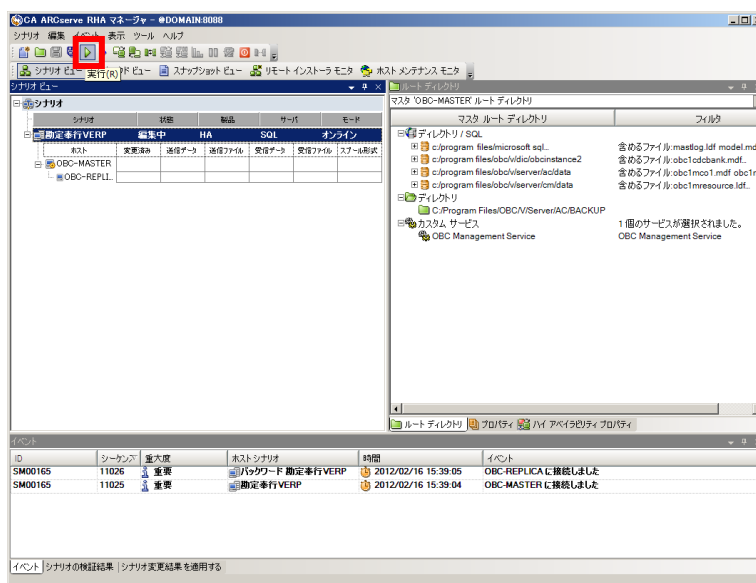 CA ARCserve RHA マネージャ - @DOMAIN:8088
シナリオ 編集 イベント 表示 ツール ヘルプ
シナリオ ビュー ド ビュー スナップショット ビュー リモート インストーラ モニタ ホスト メンテナンス モニタ
実行(R)
シナリオ ビュー
シナリオ
シナリオ 状態 製品 サーバ モード
勘定奉行VERP 編集中 HA SQL オンライン
ホスト 変更済み 送信データ 送信ファイル 受信データ 受信ファイル スプール形式
OBC-MASTER
OBC-REPLI..
ルート ディレクトリ
マスタ 'OBC-MASTER' ルート ディレクトリ
マスタ ルート ディレクトリ フィルタ
ディレクトリ / SQL
c:/program files/microsoft sql.. 含めるファイル:mastlog.ldf model.md
c:/program files/obc/v/dic/obcinstance2 含めるファイル:obc1cdcbank.mdf..
c:/program files/obc/v/server/ac/data 含めるファイル:obc1mco1.mdf obc1m
c:/program files/obc/v/server/cm/data 含めるファイル:obc1mresource.ldf..
ディレクトリ
C:/Program Files/OBC/V/Server/AC/BACKUP
カスタム サービス 1 個のサービスが選択されました。
OBC Management Service OBC Management Service
ルート ディレクトリ プロパティ ハイ アベイラビリティ プロパティ
イベント
ID シーケンス 重大度 ホスト シナリオ 時間 イベント
SM00165 11026 重要 バックワード 勘定奉行VERP 2012/02/16 15:39:05 OBC-REPLICA に接続しました
SM00165 11025 重要 勘定奉行VERP 2012/02/16 15:39:04 OBC-MASTER に接続しました
イベント シナリオの検証結果 シナリオ変更結果を適用する